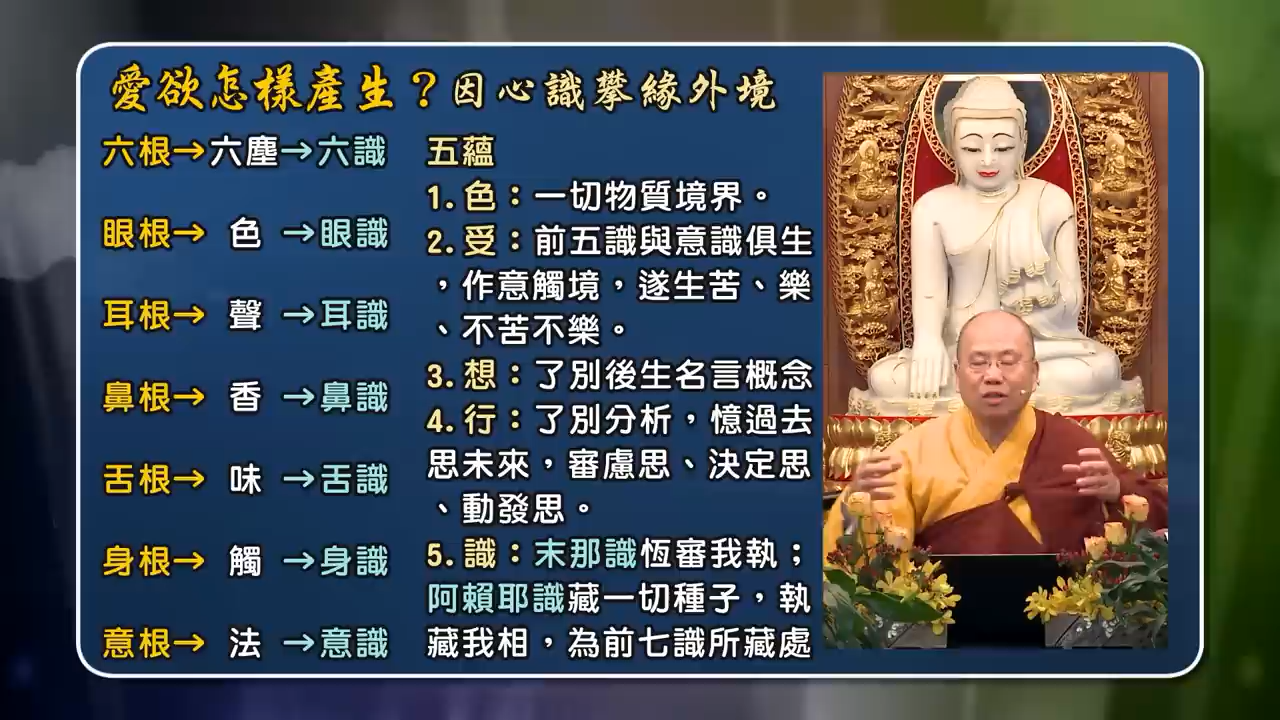 愛欲怎樣產生？因心識攀緣外境
六根→六塵→六識
眼根→ 色 →眼識
耳根→ 聲 →耳識
鼻根→ 香 →鼻識
舌根→ 味 →舌識
身根→ 觸 →身識
意根→ 法 →意識
五蘊
1.色：一切物質境界。
2.受：前五識與意識俱生
，作意觸境，遂生苦、樂
、不苦不樂。
3.想：了別後生名言概念
4.行：了別分析，憶過去
思未來，審慮思、決定思
、動發思。
5.識：末那識恆審我執；
阿賴耶識藏一切種子，執
藏我相，為前七識所藏處